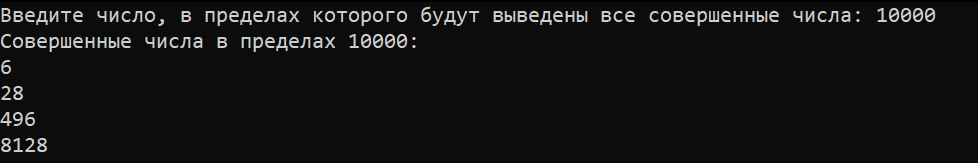 Введите число, в пределах которого будут выведены все совершенные числа: 10000
Совершенные числа в пределах 10000:
6
28
496
8128